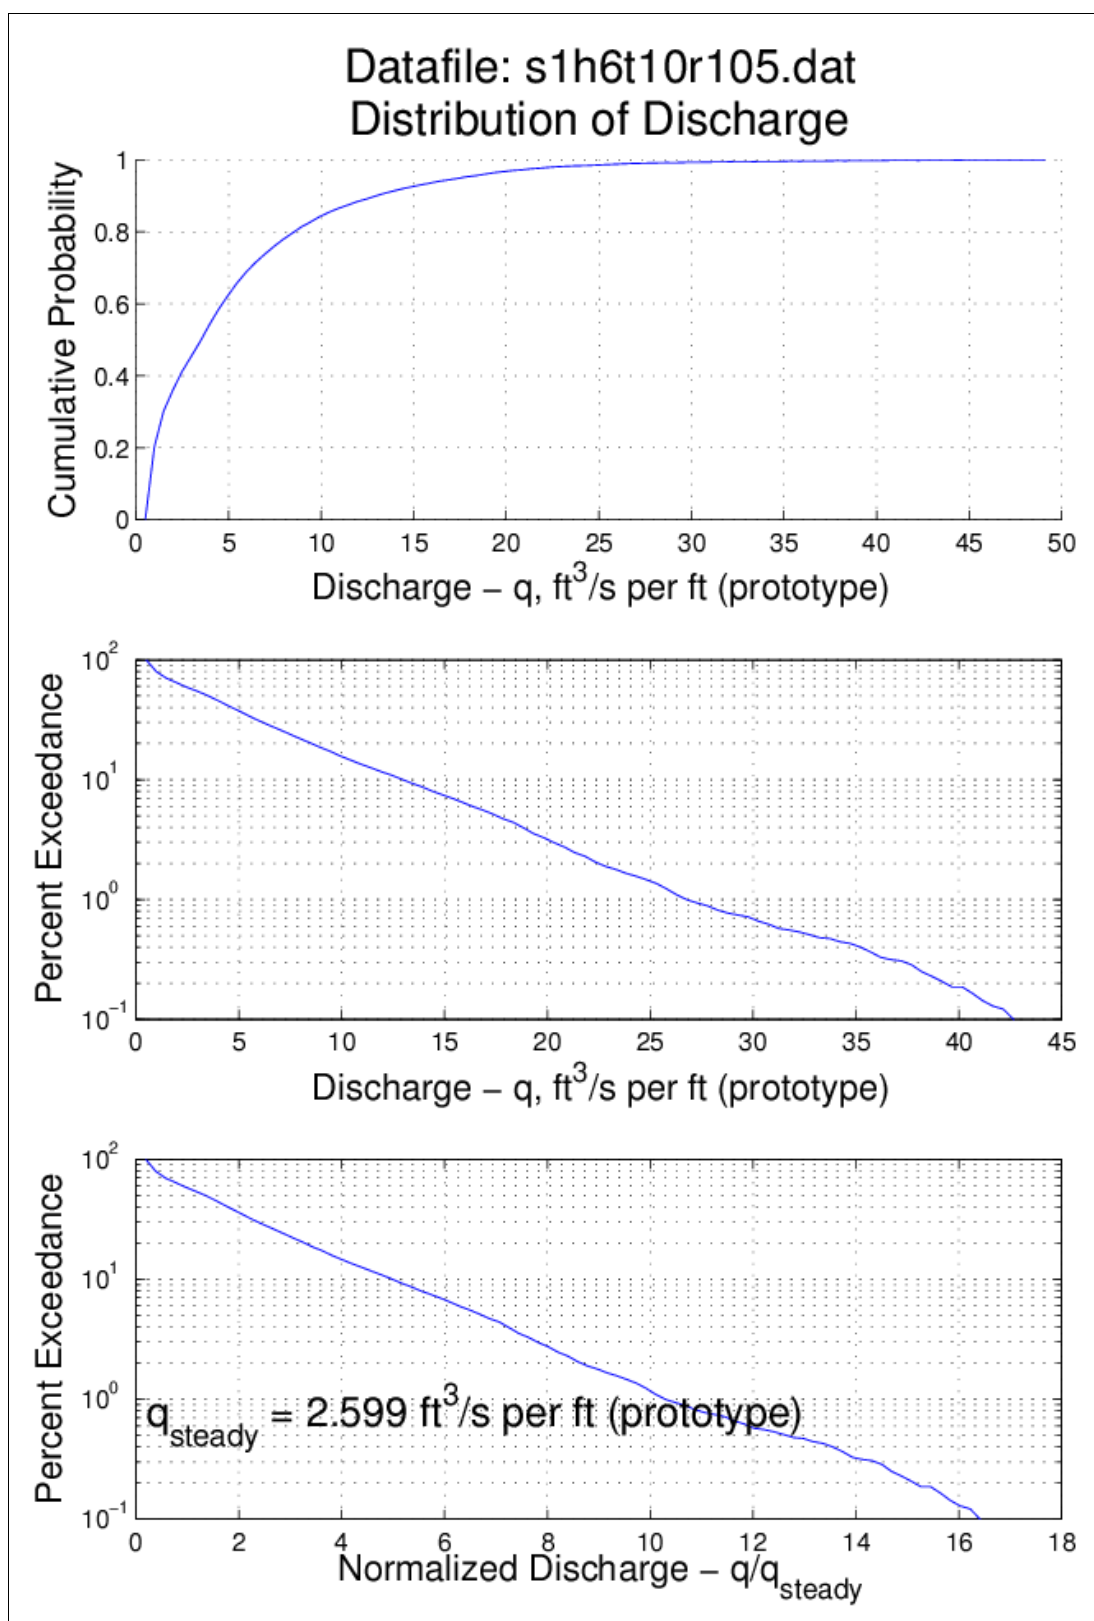 Datafile: s1h6t10r105.dat
Distribution of Discharge
Cumulative Probability
1
0.8
0.6
0.4
0.2
0
0 5 10 15 20 25 30 35 40 45 50
Discharge – q, ft³/s per ft (prototype)
Percent Exceedance
10²
10¹
10⁰
10⁻¹
0 5 10 15 20 25 30 35 40 45
Discharge – q, ft³/s per ft (prototype)
Percent Exceedance
10²
10¹
10⁰
10⁻¹
q_steady = 2.599 ft³/s per ft (prototype)
0 2 4 6 8 10 12 14 16 18
Normalized Discharge – q/q_steady